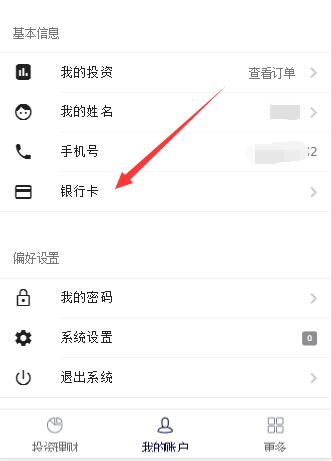 基本信息
我的投资 查看订单
我的姓名
手机号 2
银行卡
偏好设置
我的密码
系统设置 0
退出系统
投资理财 我的账户 更多